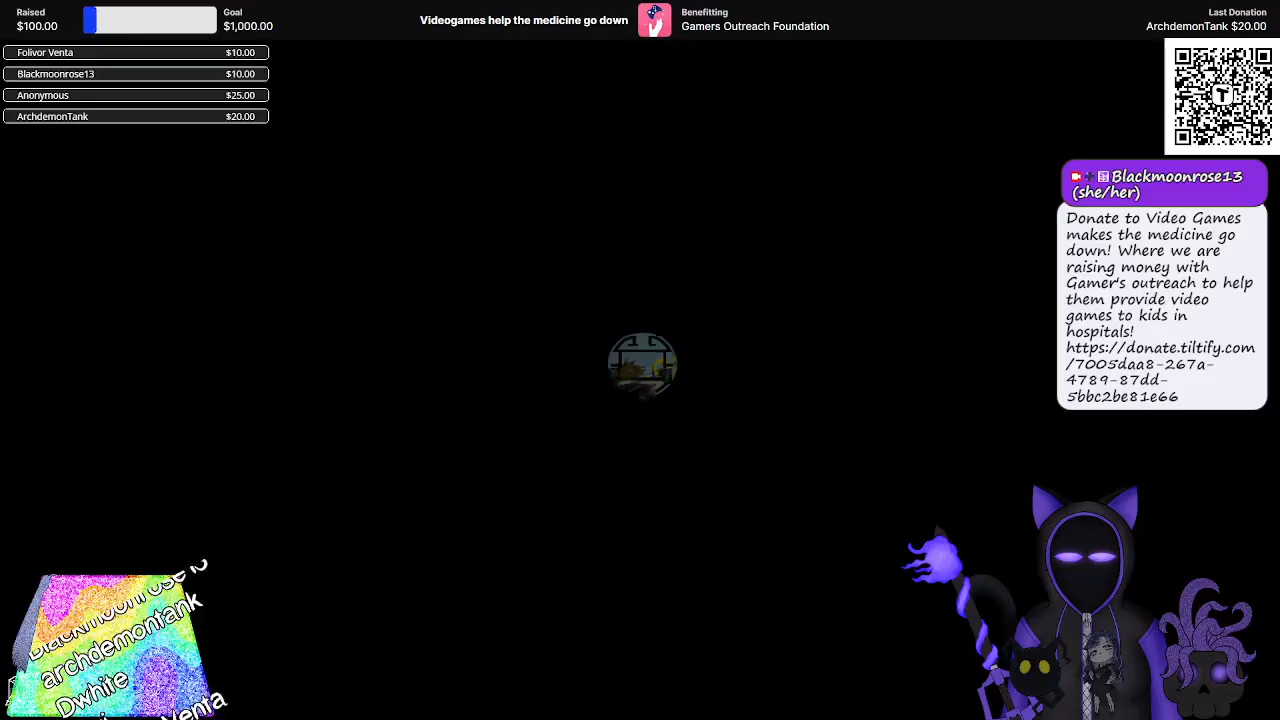 Raised
$100.00
Goal
$1,000.00
Videogames help the medicine go down
Benefitting
Gamers Outreach Foundation
Last Donation
ArchdemonTank $20.00
Folivor Venta $10.00
Blackmoonrose13 $10.00
Anonymous $25.00
ArchdemonTank $20.00
Blackmoonrose13
(she/her)
Donate to Video Games
makes the medicine go
down! Where we are
raising money with
Gamer's outreach to help
them provide video
games to kids in
hospitals!
https://donate.tiltify.com
/7005daa8-267a-
4789-87dd-
5bbc2be81e66
Blackmoonrose13
archdemontank
Dwhite
Venta